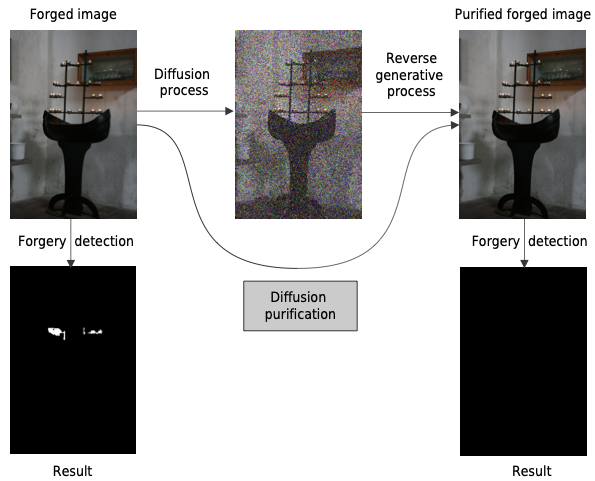 Forged image
Purified forged image
Diffusion
process
Reverse
generative
process
Forgery detection
Forgery detection
Diffusion
purification
Result
Result